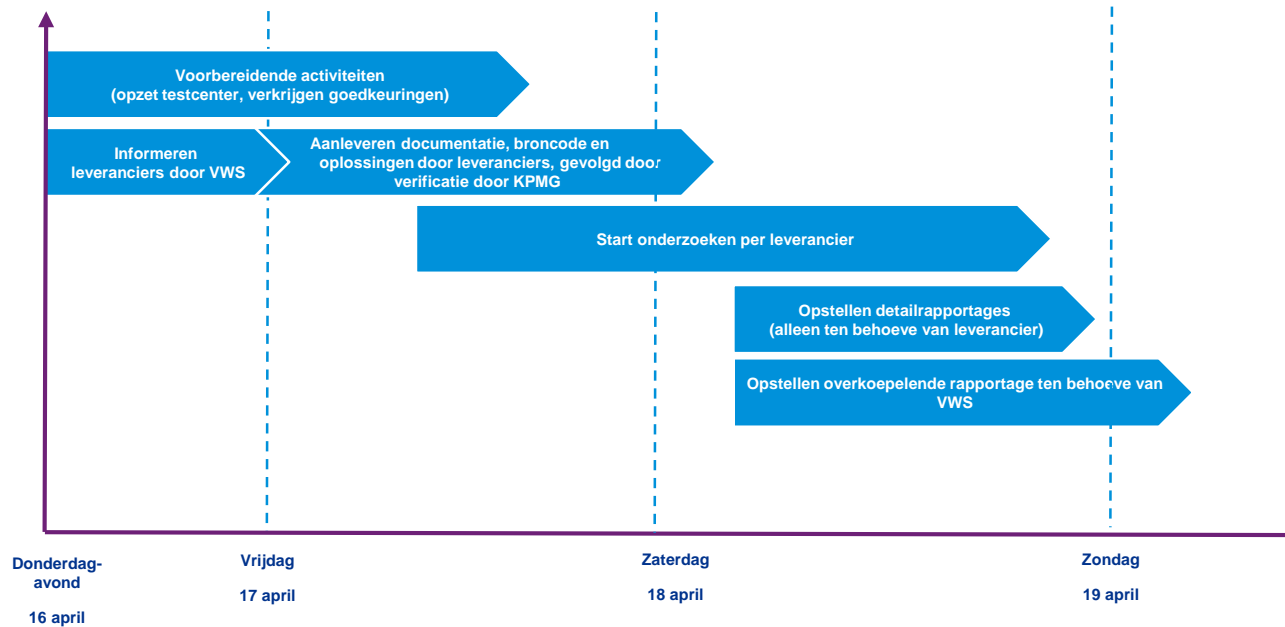 Voorbereidende activiteiten
(opzet testcenter, verkrijgen goedkeuringen)
Informeren
leveranciers door VWS
Aanleveren documentatie, broncode en
oplossingen door leveranciers, gevolgd door
verificatie door KPMG
Start onderzoeken per leverancier
Opstellen detailrapportages
(alleen ten behoeve van leverancier)
Opstellen overkoepelende rapportage ten behoeve van
VWS
Donderdag-
avond
16 april
Vrijdag
17 april
Zaterdag
18 april
Zondag
19 april